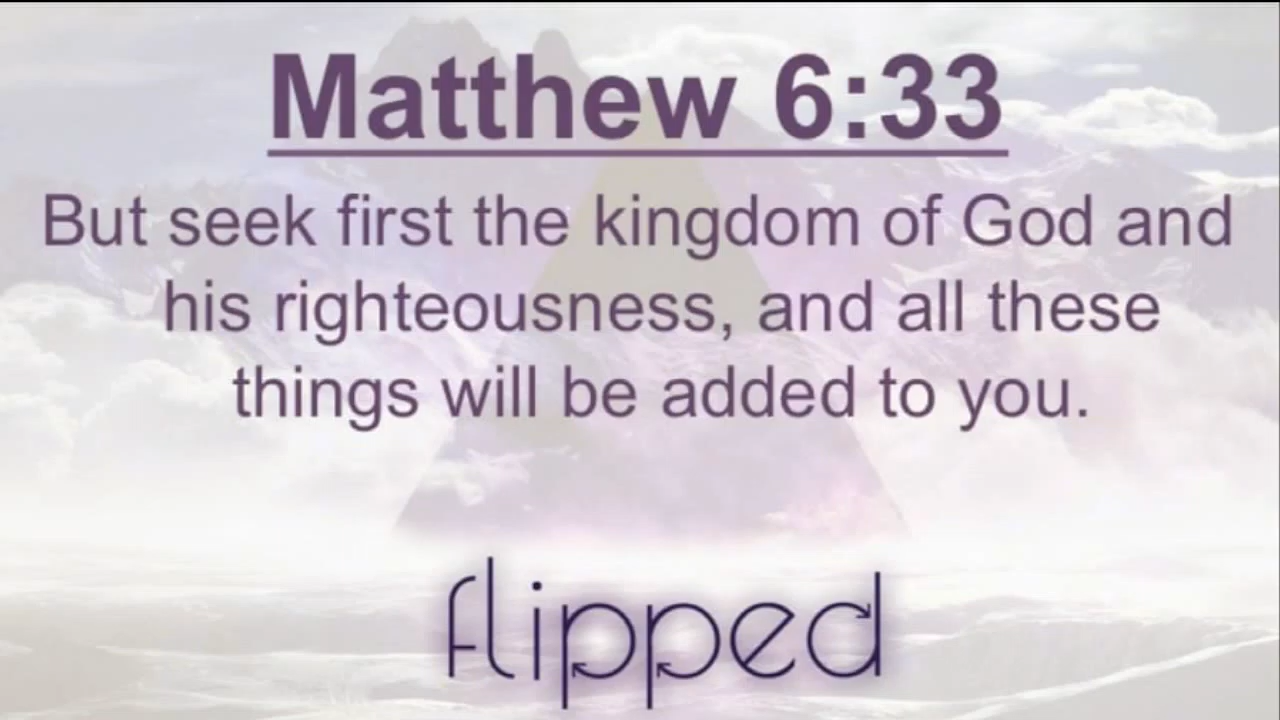 Matthew 6:33
But seek first the kingdom of God and
his righteousness, and all these
things will be added to you.
flipped